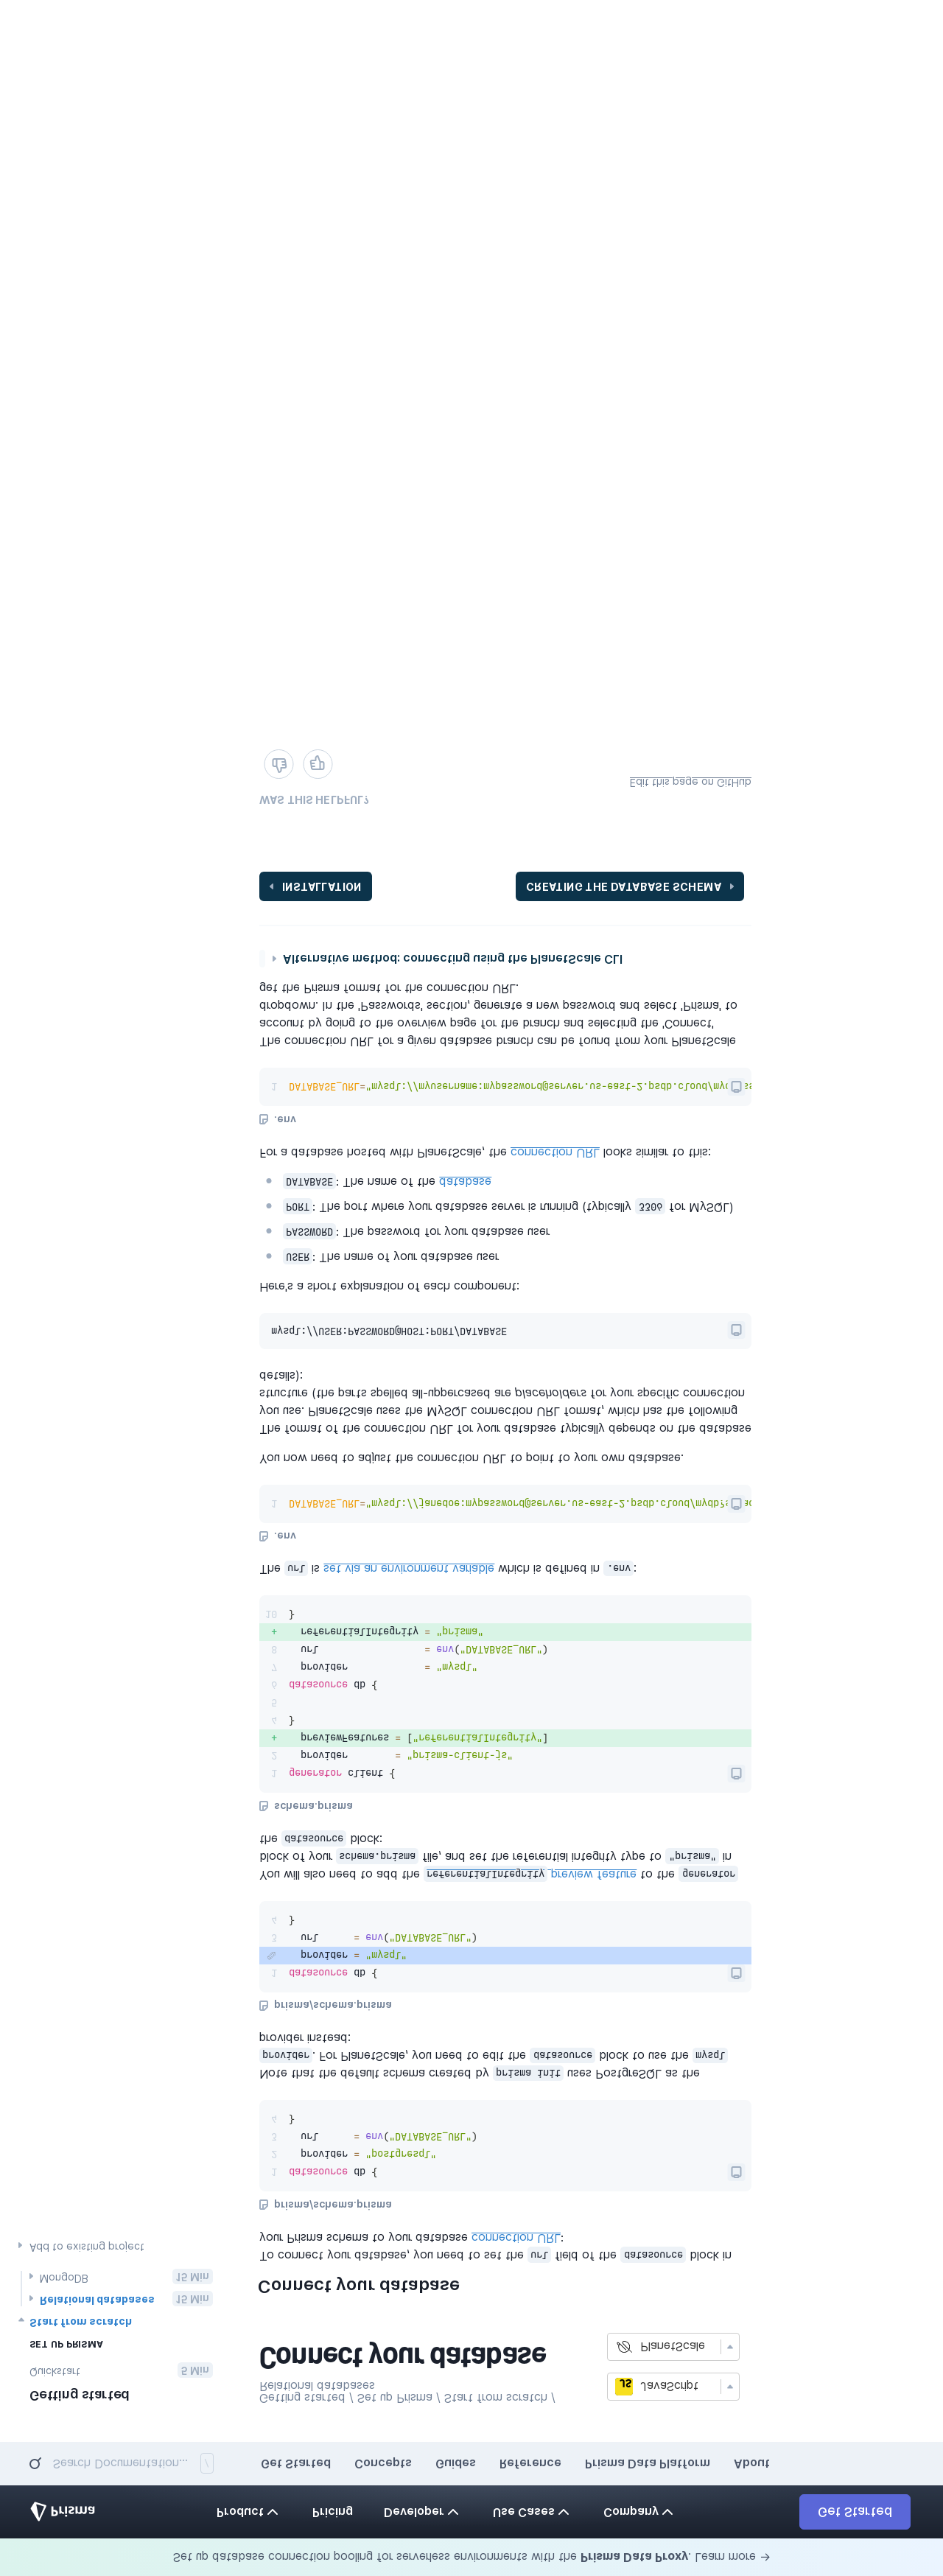 Set up database connection pooling for serverless environments with the Prisma Data Proxy. Learn more →
Prisma
Product
Pricing
Developer
Use Cases
Company
Get Started
Search Documentation... /
Get Started
Concepts
Guides
Reference
Prisma Data Platform
About
Getting started
Quickstart 5 Min
SET UP PRISMA
Start from scratch
Relational databases 15 Min
MongoDB 15 Min
Add to existing project
Getting started / Set up Prisma / Start from scratch /
Relational databases
Connect your database
JS JavaScript
PlanetScale
Connect your database
To connect your database, you need to set the url field of the datasource block in
your Prisma schema to your database connection URL:
prisma/schema.prisma
1 datasource db {
2   provider = "postgresql"
3   url      = env("DATABASE_URL")
4 }
Note that the default schema created by prisma init uses PostgreSQL as the
provider. For PlanetScale, you need to edit the datasource block to use the mysql
provider instead:
prisma/schema.prisma
1 datasource db {
  provider = "mysql"
3   url      = env("DATABASE_URL")
4 }
You will also need to add the referentialIntegrity preview feature to the generator
block of your schema.prisma file, and set the referential integrity type to "prisma" in
the datasource block:
schema.prisma
1 generator client {
2   provider        = "prisma-client-js"
+   previewFeatures = ["referentialIntegrity"]
4 }
5
6 datasource db {
7   provider             = "mysql"
8   url                  = env("DATABASE_URL")
+   referentialIntegrity = "prisma"
10 }
The url is set via an environment variable which is defined in .env:
.env
1 DATABASE_URL="mysql://janedoe:mypassword@server.us-east-2.psdb.cloud/mydb?
You now need to adjust the connection URL to point to your own database.
The format of the connection URL for your database typically depends on the database
you use. PlanetScale uses the MySQL connection URL format, which has the following
structure (the parts spelled all-uppercased are placeholders for your specific connection
details):
mysql://USER:PASSWORD@HOST:PORT/DATABASE
Here's a short explanation of each component:
USER: The name of your database user
PASSWORD: The password for your database user
PORT: The port where your database server is running (typically 3306 for MySQL)
DATABASE: The name of the database
For a database hosted with PlanetScale, the connection URL looks similar to this:
.env
1 DATABASE_URL="mysql://myusername:mypassword@server.us-east-2.psdb.cloud/
The connection URL for a given database branch can be found from your PlanetScale
account by going to the overview page for the branch and selecting the 'Connect'
dropdown. In the 'Passwords' section, generate a new password and select 'Prisma' to
get the Prisma format for the connection URL.
Alternative method: connecting using the PlanetScale CLI
INSTALLATION
CREATING THE DATABASE SCHEMA
WAS THIS HELPFUL?
Edit this page on GitHub